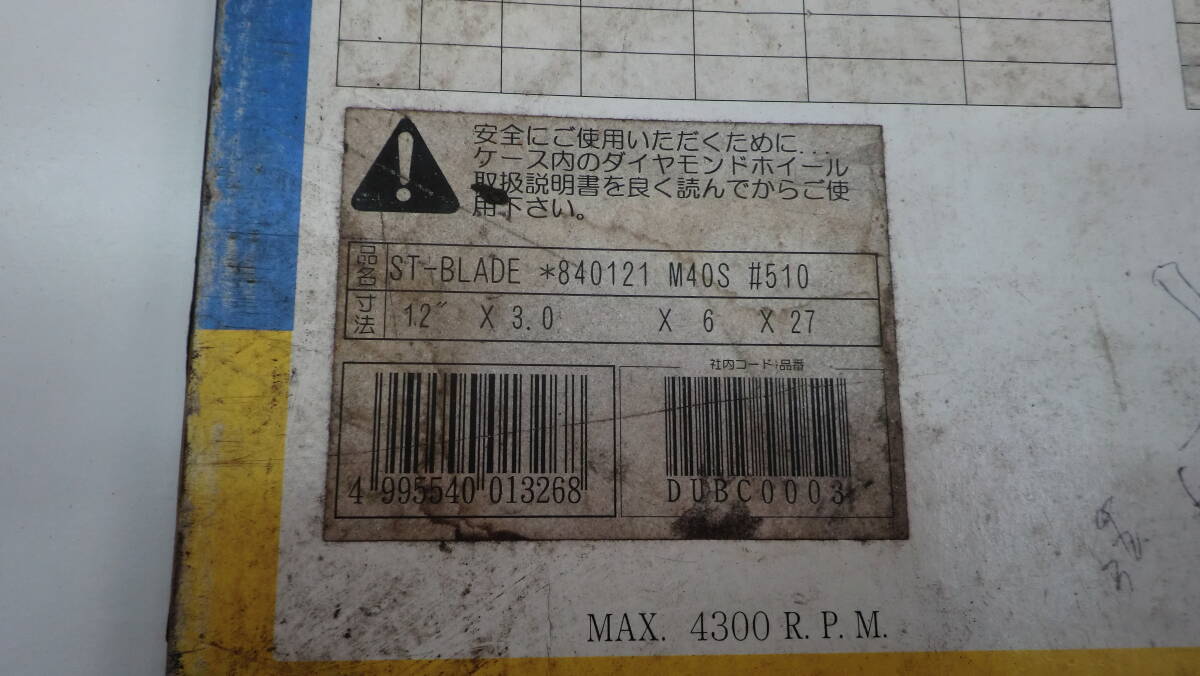 安全にご使用いただくために...
ケース内のダイヤモンドホイール
取扱説明書を良く読んでからご使
用下さい。
品名 ST-BLADE *840121 M40S #510
寸法 12" X 3.0 X 6 X 27
社内コード:品番
4 995540 013268
DUBC0003
MAX. 4300 R.P.M.